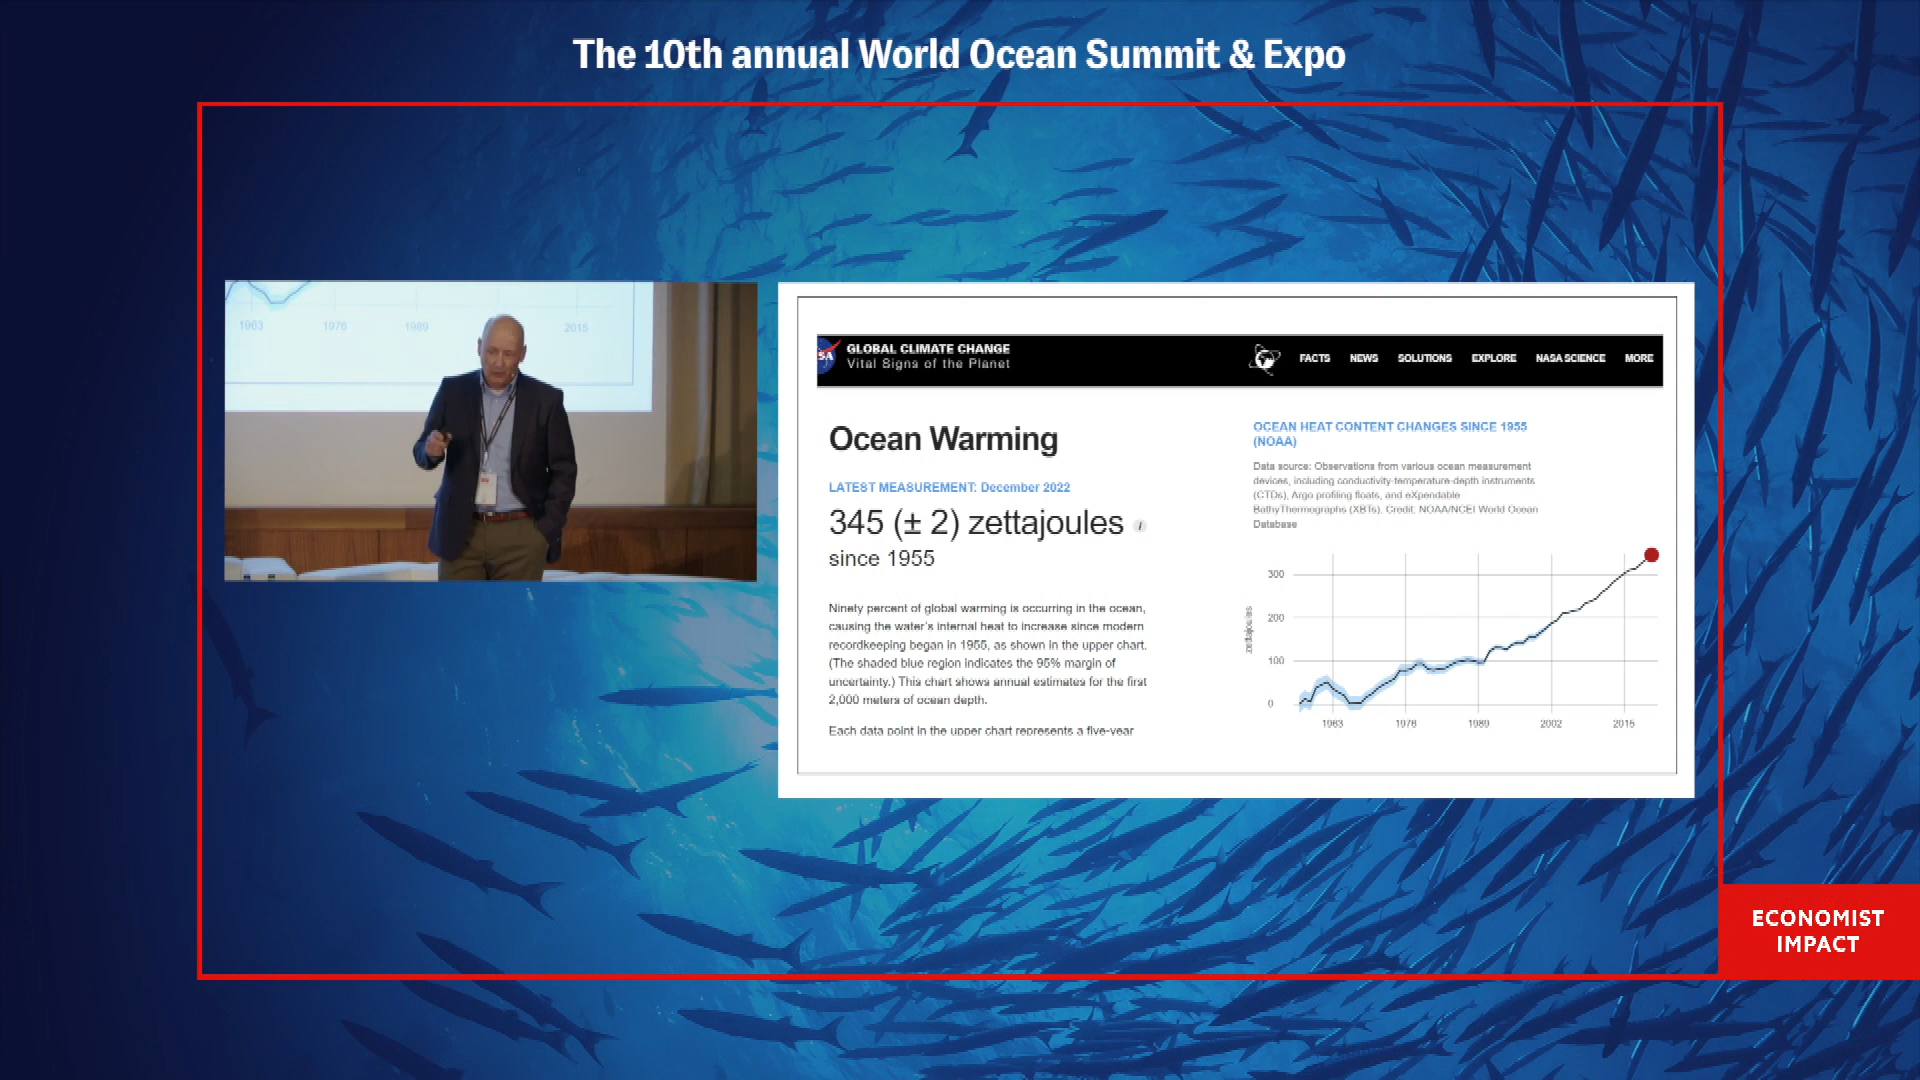 The 10th annual World Ocean Summit & Expo
1963 1976 1989 2015
SA
GLOBAL CLIMATE CHANGE
Vital Signs of the Planet
FACTS NEWS SOLUTIONS EXPLORE NASA SCIENCE MORE
Ocean Warming
LATEST MEASUREMENT: December 2022
345 (± 2) zettajoules i
since 1955
Ninety percent of global warming is occurring in the ocean,
causing the water's internal heat to increase since modern
recordkeeping began in 1955, as shown in the upper chart.
(The shaded blue region indicates the 95% margin of
uncertainty.) This chart shows annual estimates for the first
2,000 meters of ocean depth.
Each data point in the upper chart represents a five-year
OCEAN HEAT CONTENT CHANGES SINCE 1955
(NOAA)
Data source: Observations from various ocean measurement
devices, including conductivity-temperature-depth instruments
(CTDs), Argo profiling floats, and eXpendable
BathyThermographs (XBTs). Credit: NOAA/NCEI World Ocean
Database
zettajoules
300
200
100
0
1963 1976 1989 2002 2015
ECONOMIST
IMPACT